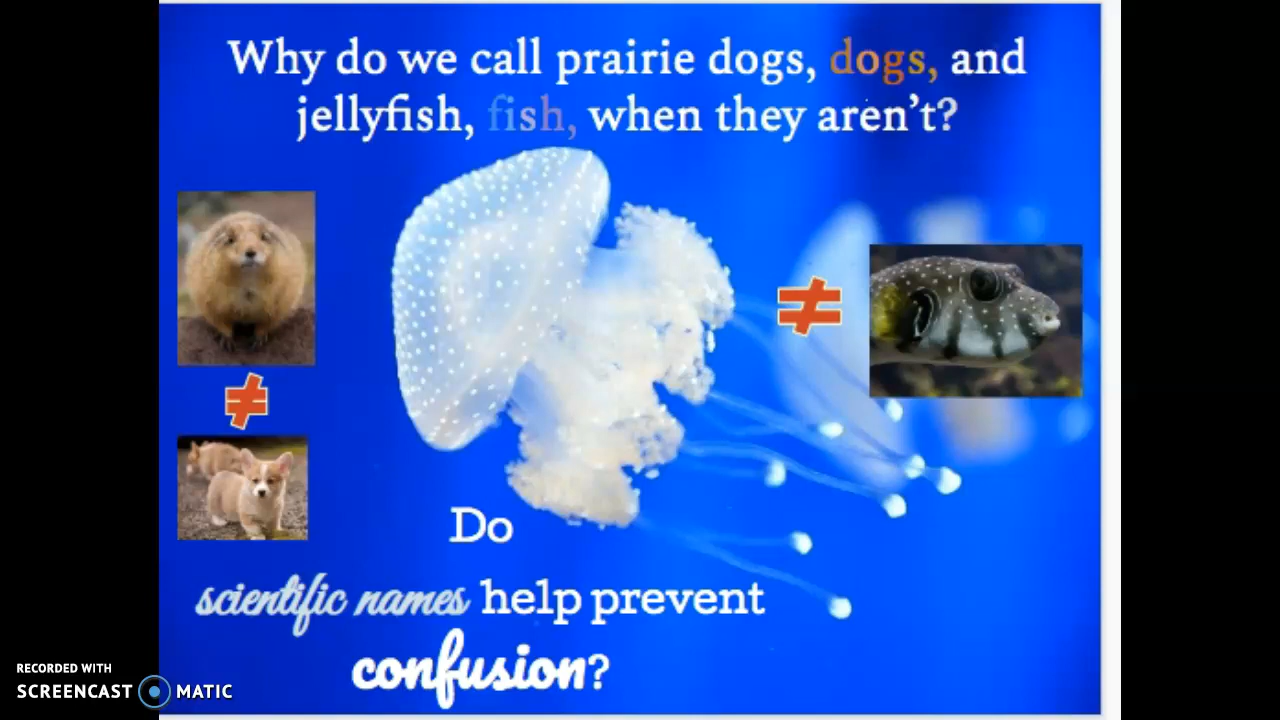 Why do we call prairie dogs, dogs, and
jellyfish, fish, when they aren't?
≠
≠
Do
scientific names help prevent
confusion?
RECORDED WITH
SCREENCAST MATIC